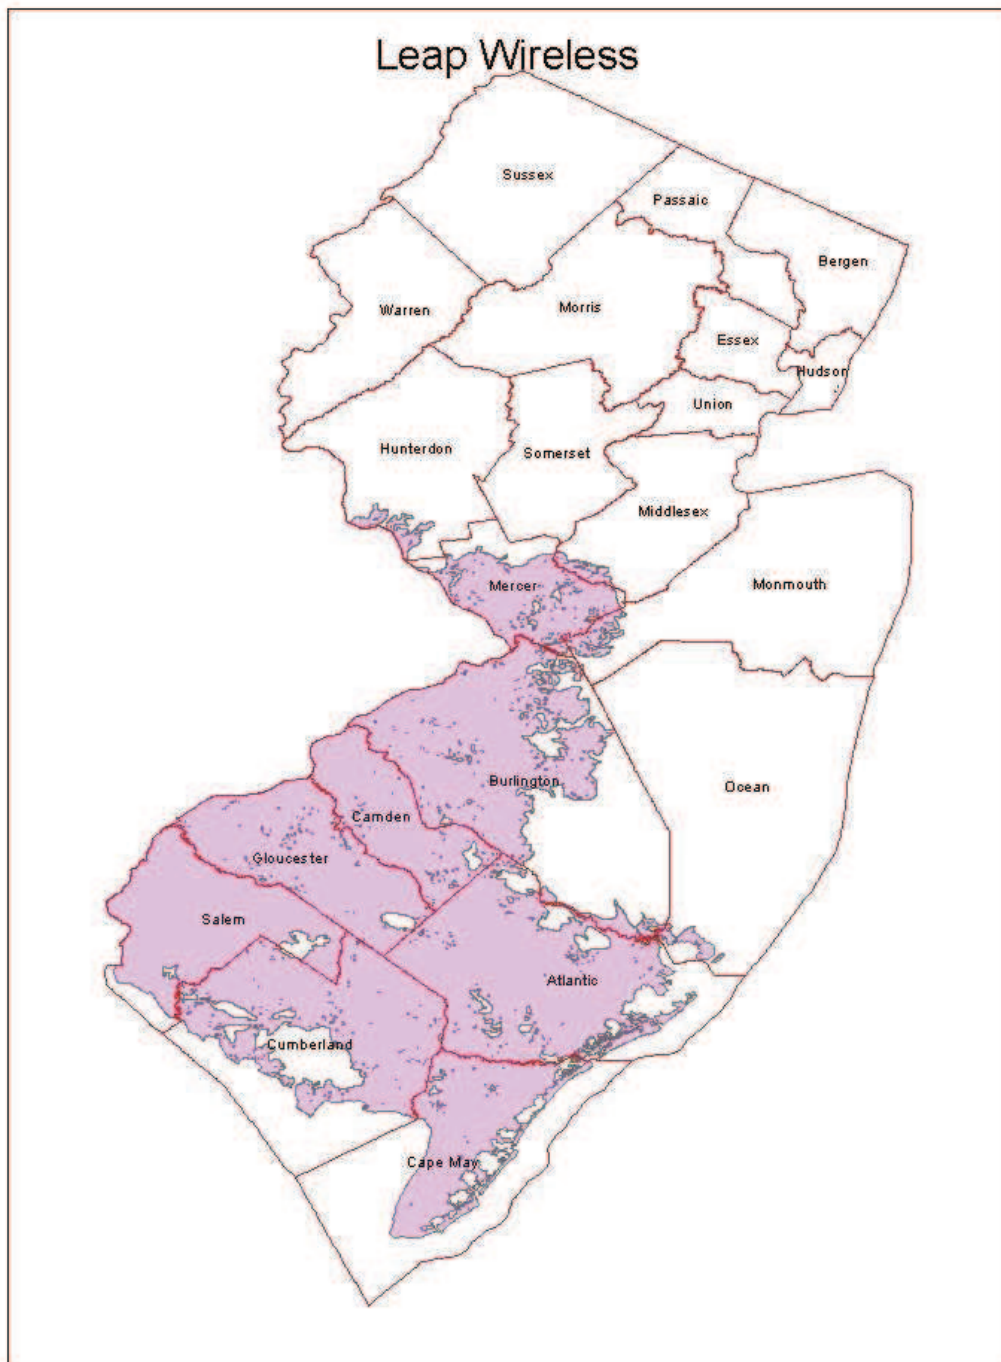 Leap Wireless
Sussex
Passaic
Bergen
Warren
Morris
Essex
Hudson
Union
Hunterdon
Somerset
Middlesex
Mercer
Monmouth
Burlington
Ocean
Camden
Gloucester
Salem
Atlantic
Cumberland
Cape May